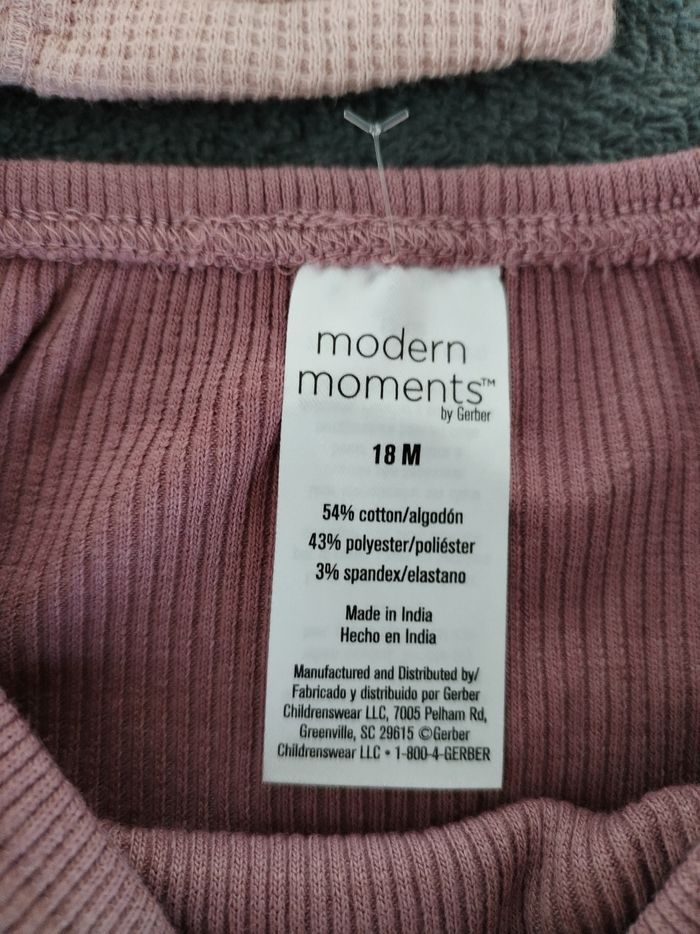 modern
moments™
by Gerber
18 M
54% cotton/algodón
43% polyester/poliéster
3% spandex/elastano
Made in India
Hecho en India
Manufactured and Distributed by/
Fabricado y distribuido por Gerber
Childrenswear LLC, 7005 Pelham Rd,
Greenville, SC 29615 ©Gerber
Childrenswear LLC • 1-800-4-GERBER